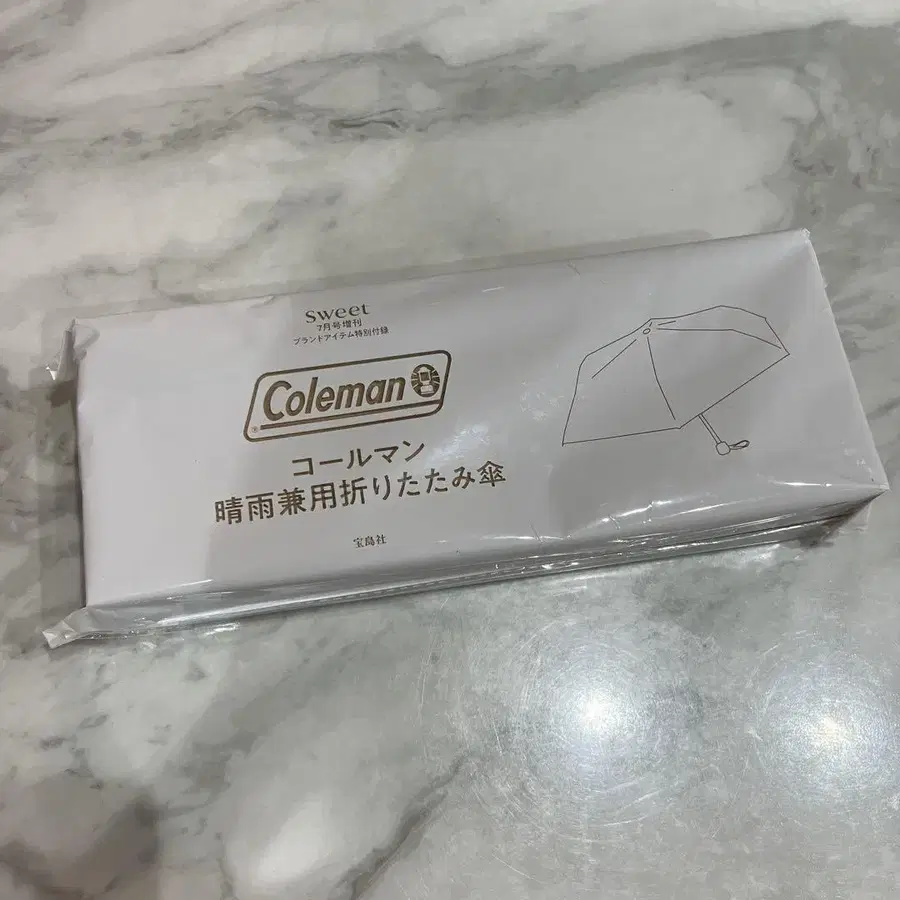 sweet
7月号増刊
ブランドアイテム特別付録
Coleman
®
コールマン
晴雨兼用折りたたみ傘
宝島社